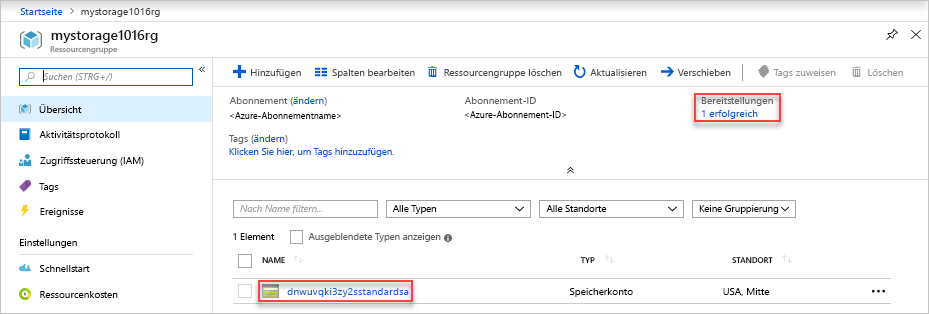 Startseite > mystorage1016rg
mystorage1016rg
Ressourcengruppe
Suchen (STRG+/)
Übersicht
Aktivitätsprotokoll
Zugriffssteuerung (IAM)
Tags
Ereignisse
Einstellungen
Schnellstart
Ressourcenkosten
Hinzufügen Spalten bearbeiten Ressourcengruppe löschen Aktualisieren Verschieben Tags zuweisen Löschen
Abonnement (ändern) Abonnement-ID Bereitstellungen
<Azure-Abonnementname> <Azure-Abonnement-ID> 1 erfolgreich
Tags (ändern)
Klicken Sie hier, um Tags hinzuzufügen.
Nach Name filtern... Alle Typen Alle Standorte Keine Gruppierung
1 Element Ausgeblendete Typen anzeigen
NAME TYP STANDORT
dnwuvqki3zy2sstandardsa Speicherkonto USA, Mitte